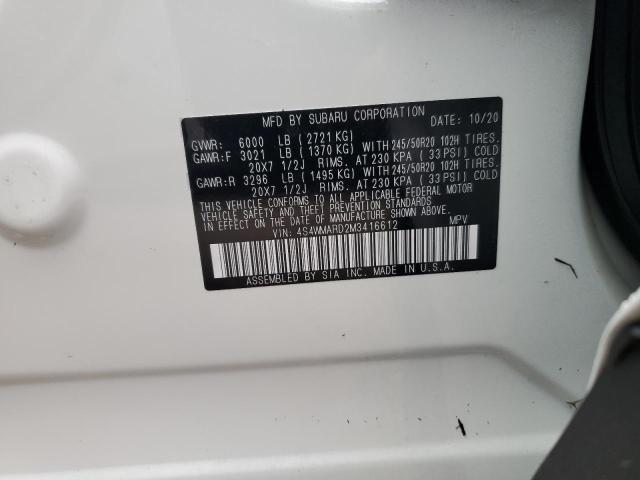 MFD BY SUBARU CORPORATION DATE: 10/20
GVWR: 6000 LB (2721 KG)
GAWR:F 3021 LB (1370 KG) WITH 245/50R20 102H TIRES.
20X7 1/2J RIMS. AT 230 KPA ( 33 PSI) COLD
GAWR:R 3296 LB (1495 KG) WITH 245/50R20 102H TIRES.
20X7 1/2J RIMS. AT 230 KPA ( 33 PSI) COLD
THIS VEHICLE CONFORMS TO ALL APPLICABLE FEDERAL MOTOR
VEHICLE SAFETY AND THEFT PREVENTION STANDARDS
IN EFFECT ON THE DATE OF MANUFACTURE SHOWN ABOVE.
VIN: 4S4WMARD2M3416612 MPV
ASSEMBLED BY SIA INC. MADE IN U.S.A.